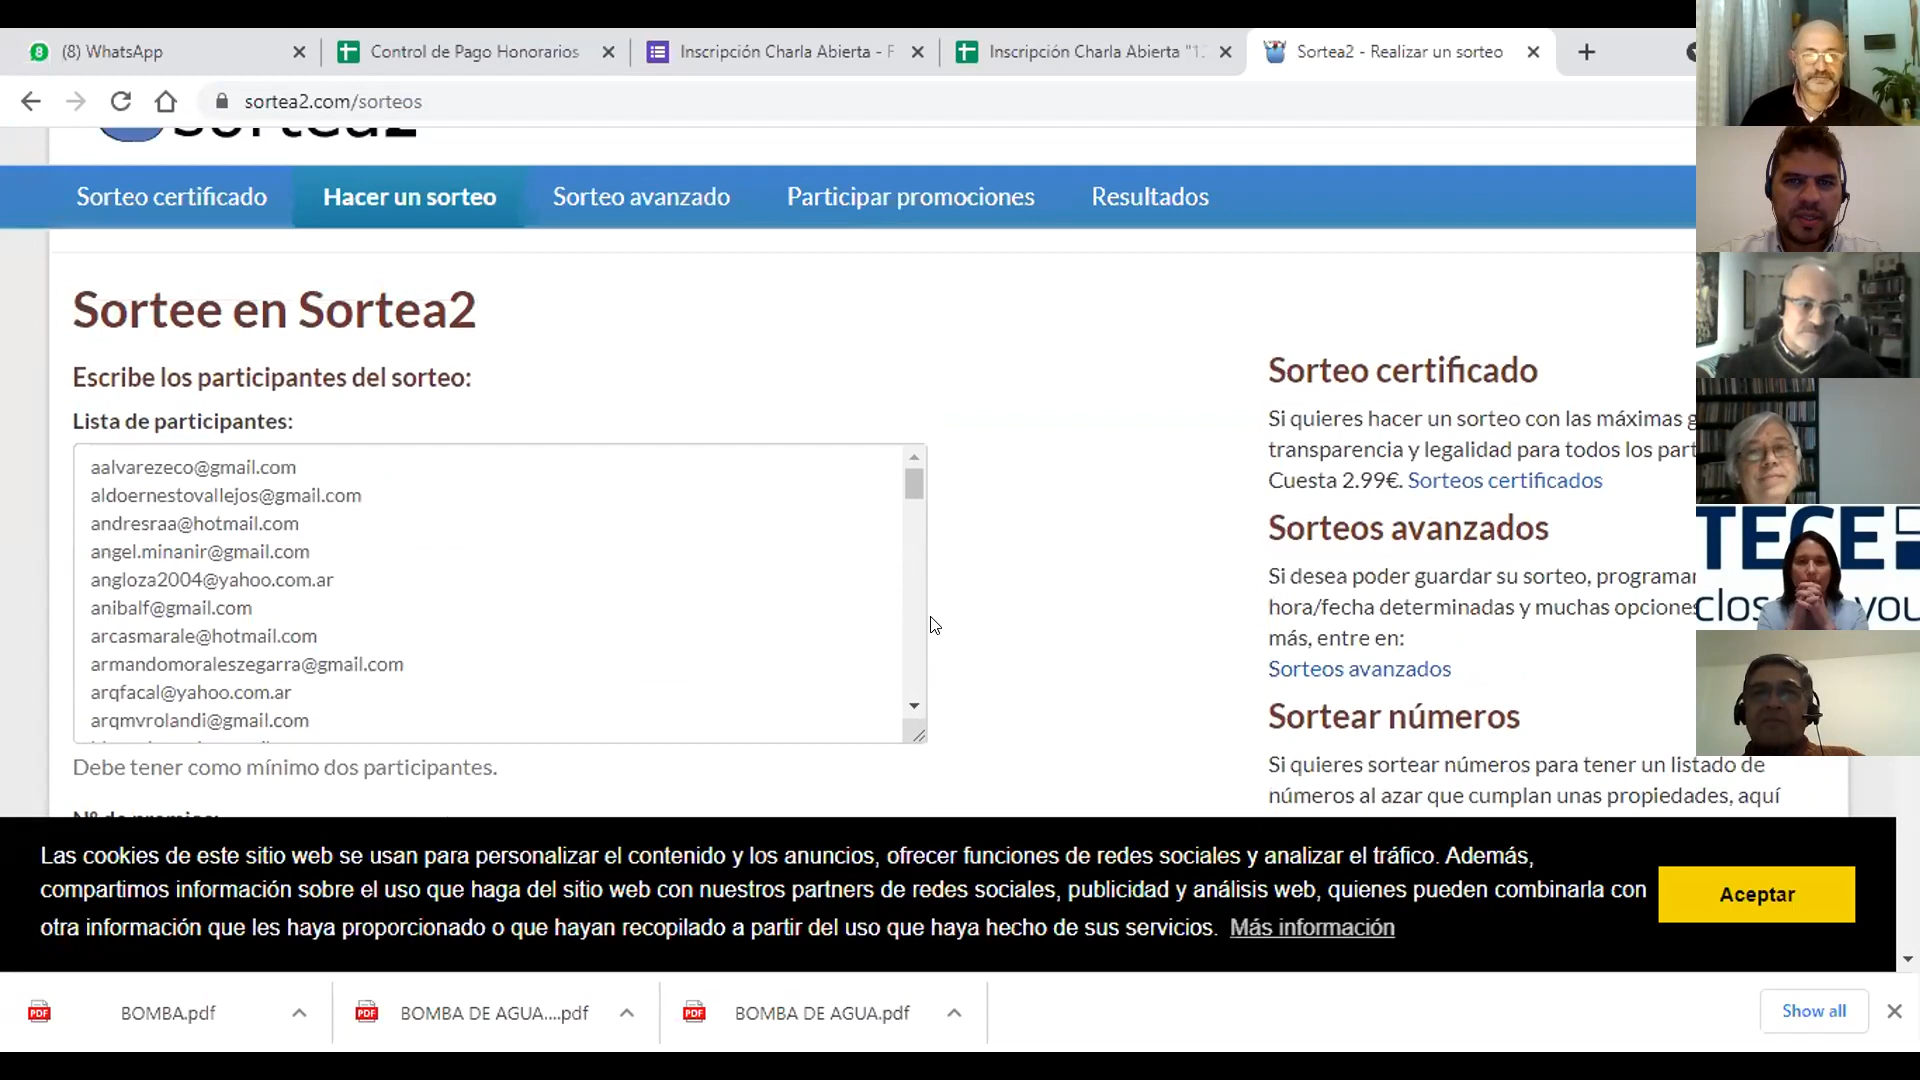 (8) WhatsApp
Control de Pago Honorarios
Inscripción Charla Abierta - F
Inscripción Charla Abierta "1.
Sortea2 - Realizar un sorteo
sortea2.com/sorteos
Sortea2
Sorteo certificado
Hacer un sorteo
Sorteo avanzado
Participar promociones
Resultados
Sortee en Sortea2
Escribe los participantes del sorteo:
Lista de participantes:
aalvarezeco@gmail.com
aldoernestovallejos@gmail.com
andresraa@hotmail.com
angel.minanir@gmail.com
angloza2004@yahoo.com.ar
anibalf@gmail.com
arcasmarale@hotmail.com
armandomoraleszegarra@gmail.com
arqfacal@yahoo.com.ar
arqmvrolandi@gmail.com
Debe tener como mínimo dos participantes.
Nº de premios:
Sorteo certificado
Si quieres hacer un sorteo con las máximas g
transparencia y legalidad para todos los part
Cuesta 2.99€. Sorteos certificados
Sorteos avanzados
Si desea poder guardar su sorteo, programar
hora/fecha determinadas y muchas opciones
más, entre en:
Sorteos avanzados
Sortear números
Si quieres sortear números para tener un listado de
números al azar que cumplan unas propiedades, aquí
TECE
clos
you
Las cookies de este sitio web se usan para personalizar el contenido y los anuncios, ofrecer funciones de redes sociales y analizar el tráfico. Además,
compartimos información sobre el uso que haga del sitio web con nuestros partners de redes sociales, publicidad y análisis web, quienes pueden combinarla con
otra información que les haya proporcionado o que hayan recopilado a partir del uso que haya hecho de sus servicios. Más información
Aceptar
BOMBA.pdf
BOMBA DE AGUA....pdf
BOMBA DE AGUA.pdf
Show all